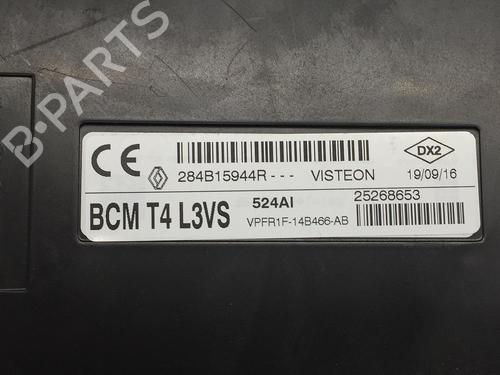 B-PARTS
CE
DX2
284B15944R--- VISTEON 19/09/16
BCM T4 L3VS 524AI 25268653
VPFR1F-14B466-AB